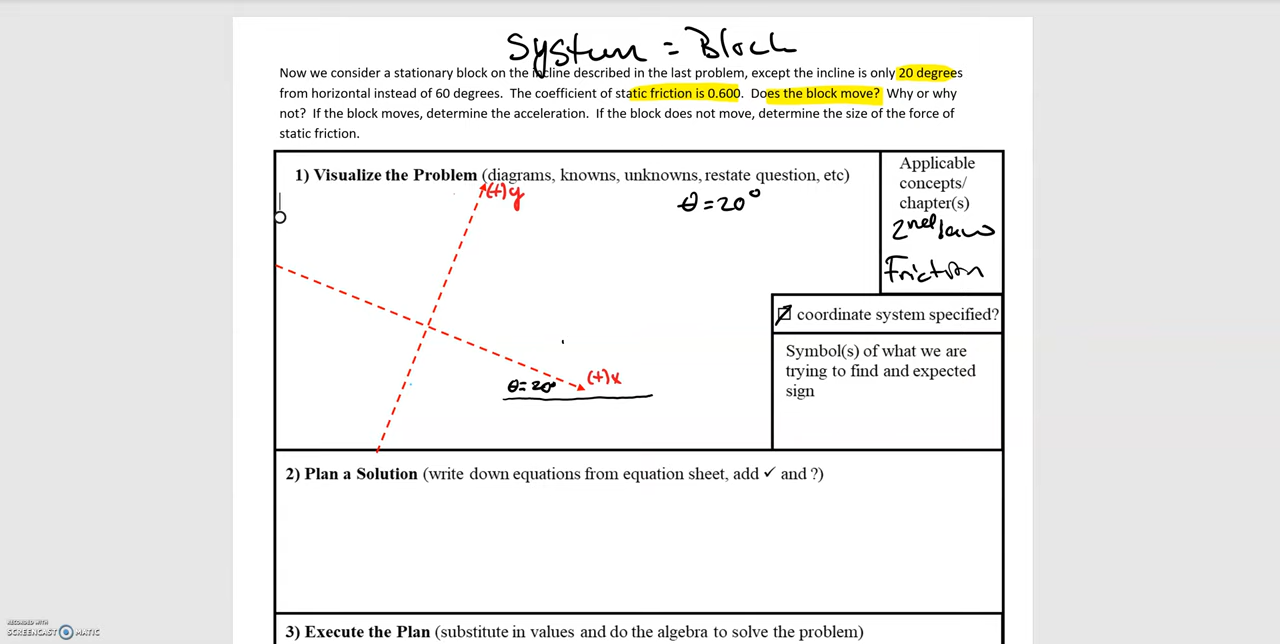 System = Block
Now we consider a stationary block on the incline described in the last problem, except the incline is only 20 degrees
from horizontal instead of 60 degrees. The coefficient of static friction is 0.600. Does the block move? Why or why
not? If the block moves, determine the acceleration. If the block does not move, determine the size of the force of
static friction.
1) Visualize the Problem (diagrams, knowns, unknowns, restate question, etc)
(+)y
θ = 20°
Applicable
concepts/
chapter(s)
2nd law
Friction
coordinate system specified?
Symbol(s) of what we are
trying to find and expected
sign
θ = 20°
(+)x
2) Plan a Solution (write down equations from equation sheet, add ✓ and ?)
3) Execute the Plan (substitute in values and do the algebra to solve the problem)
RECORDED WITH
SCREENCAST MATIC